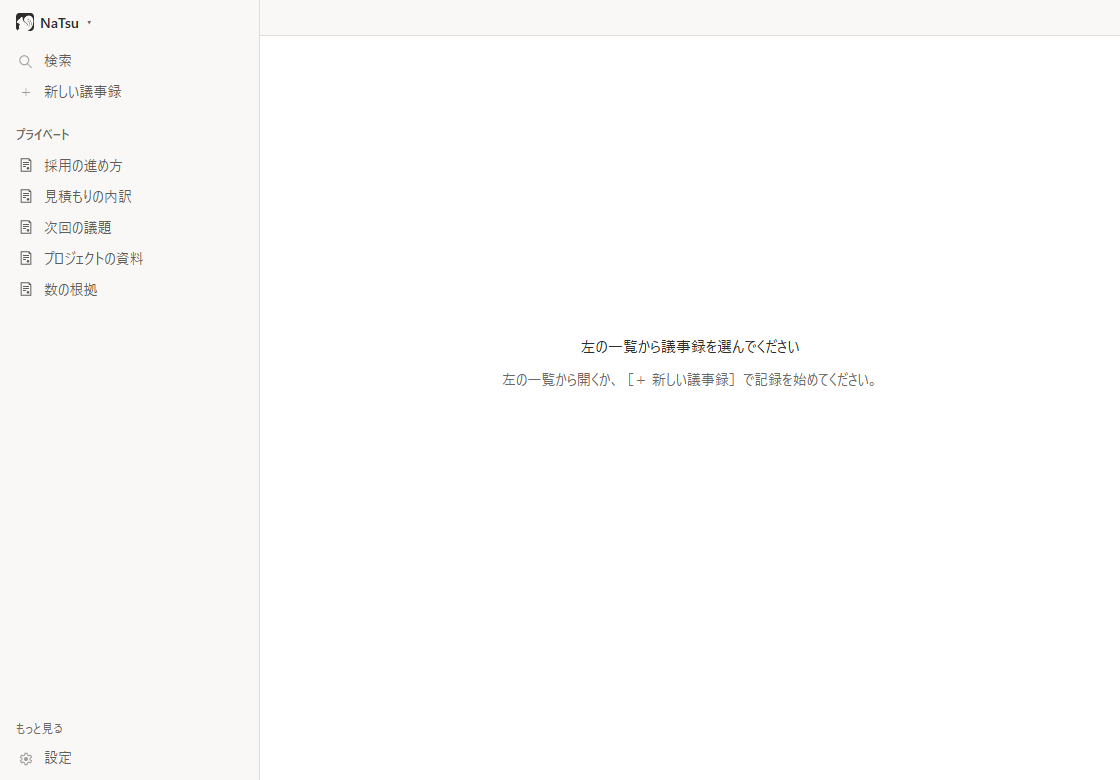 NaTsu
検索
+ 新しい議事録
プライベート
採用の進め方
見積もりの内訳
次回の議題
プロジェクトの資料
数の根拠
左の一覧から議事録を選んでください
左の一覧から開くか、［+ 新しい議事録］で記録を始めてください。
もっと見る
設定